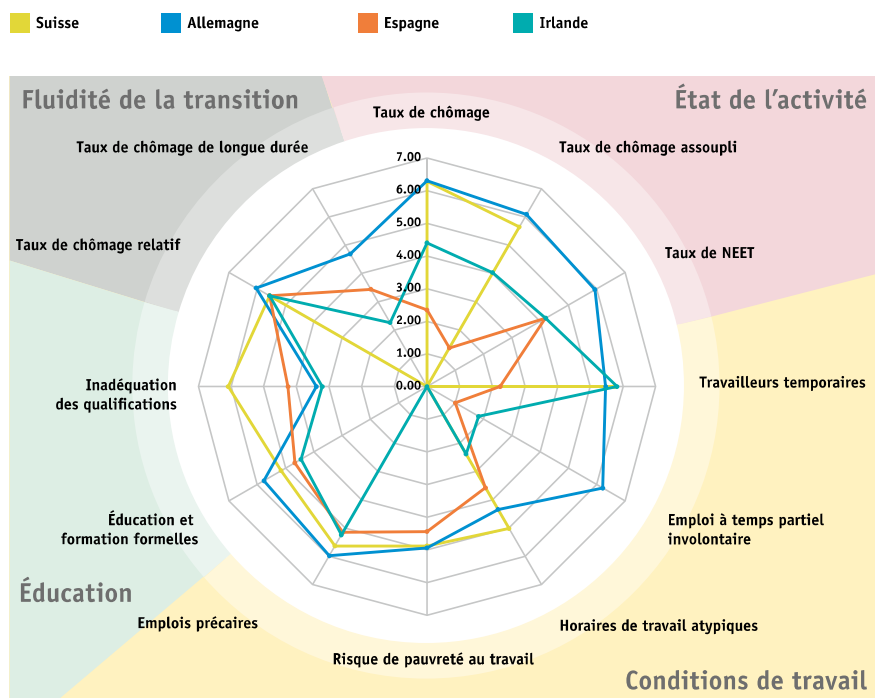 Suisse
Allemagne
Espagne
Irlande
Fluidité de la transition
État de l'activité
Taux de chômage
Taux de chômage de longue durée
Taux de chômage assoupli
7.00
6.00
5.00
4.00
3.00
2.00
1.00
0.00
Taux de chômage relatif
Taux de NEET
Inadéquation
des qualifications
Travailleurs temporaires
Éducation et
formation formelles
Emploi à temps partiel
involontaire
Éducation
Emplois précaires
Horaires de travail atypiques
Risque de pauvreté au travail
Conditions de travail